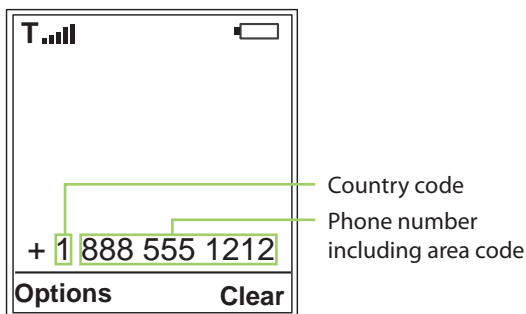 T
Country code
Phone number
including area code
+ 1 888 555 1212
Options Clear